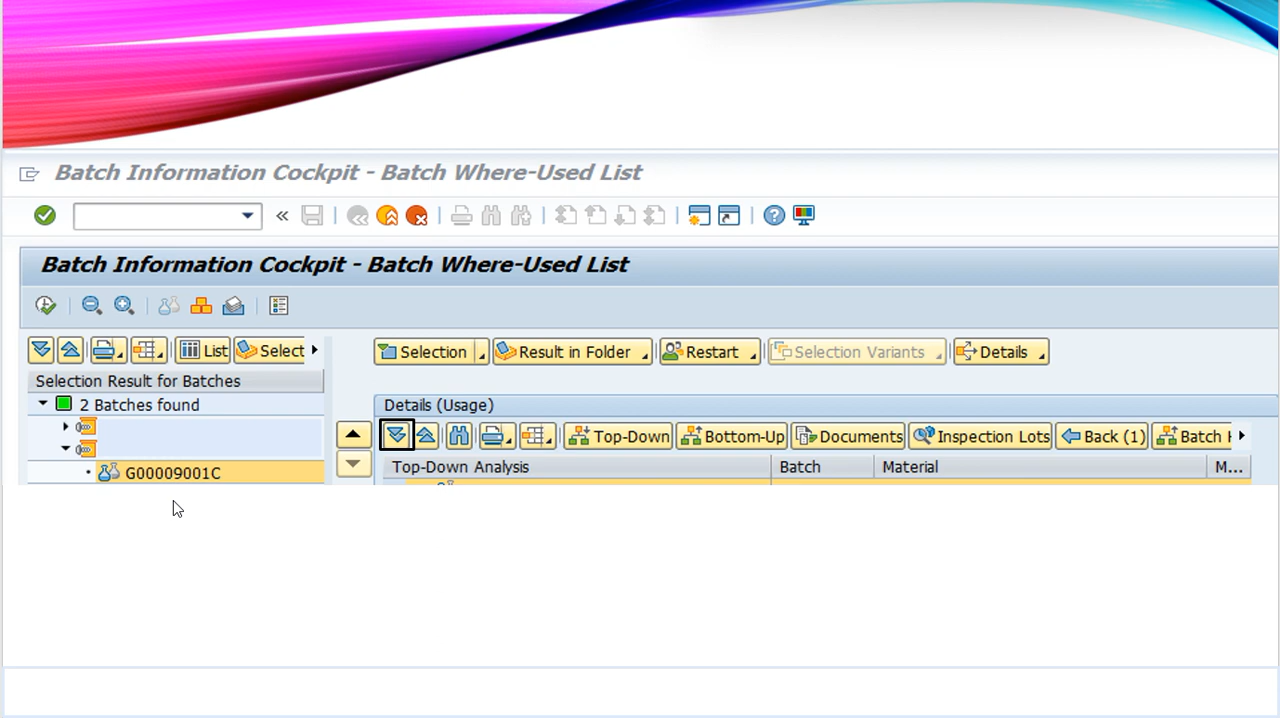 Batch Information Cockpit - Batch Where-Used List
Batch Information Cockpit - Batch Where-Used List
List Select
Selection Result for Batches
2 Batches found
G00009001C
Selection Result in Folder Restart Selection Variants Details
Details (Usage)
Top-Down Bottom-Up Documents Inspection Lots Back (1) Batch
Top-Down Analysis Batch Material M...